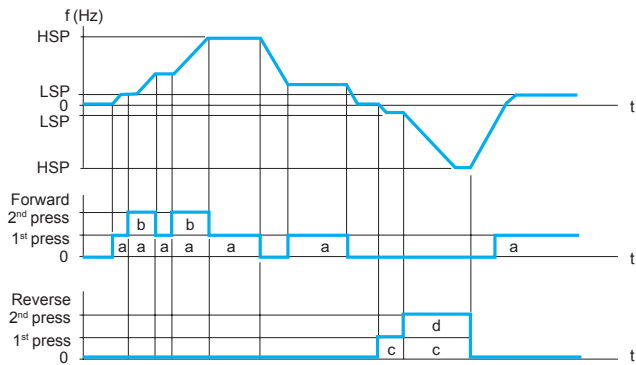 f (Hz)
HSP
LSP
0
t
LSP
HSP
Forward
2nd press
b b
1st press
a a a a a a a
0
t
Reverse
2nd press
d
1st press
c c
0
t